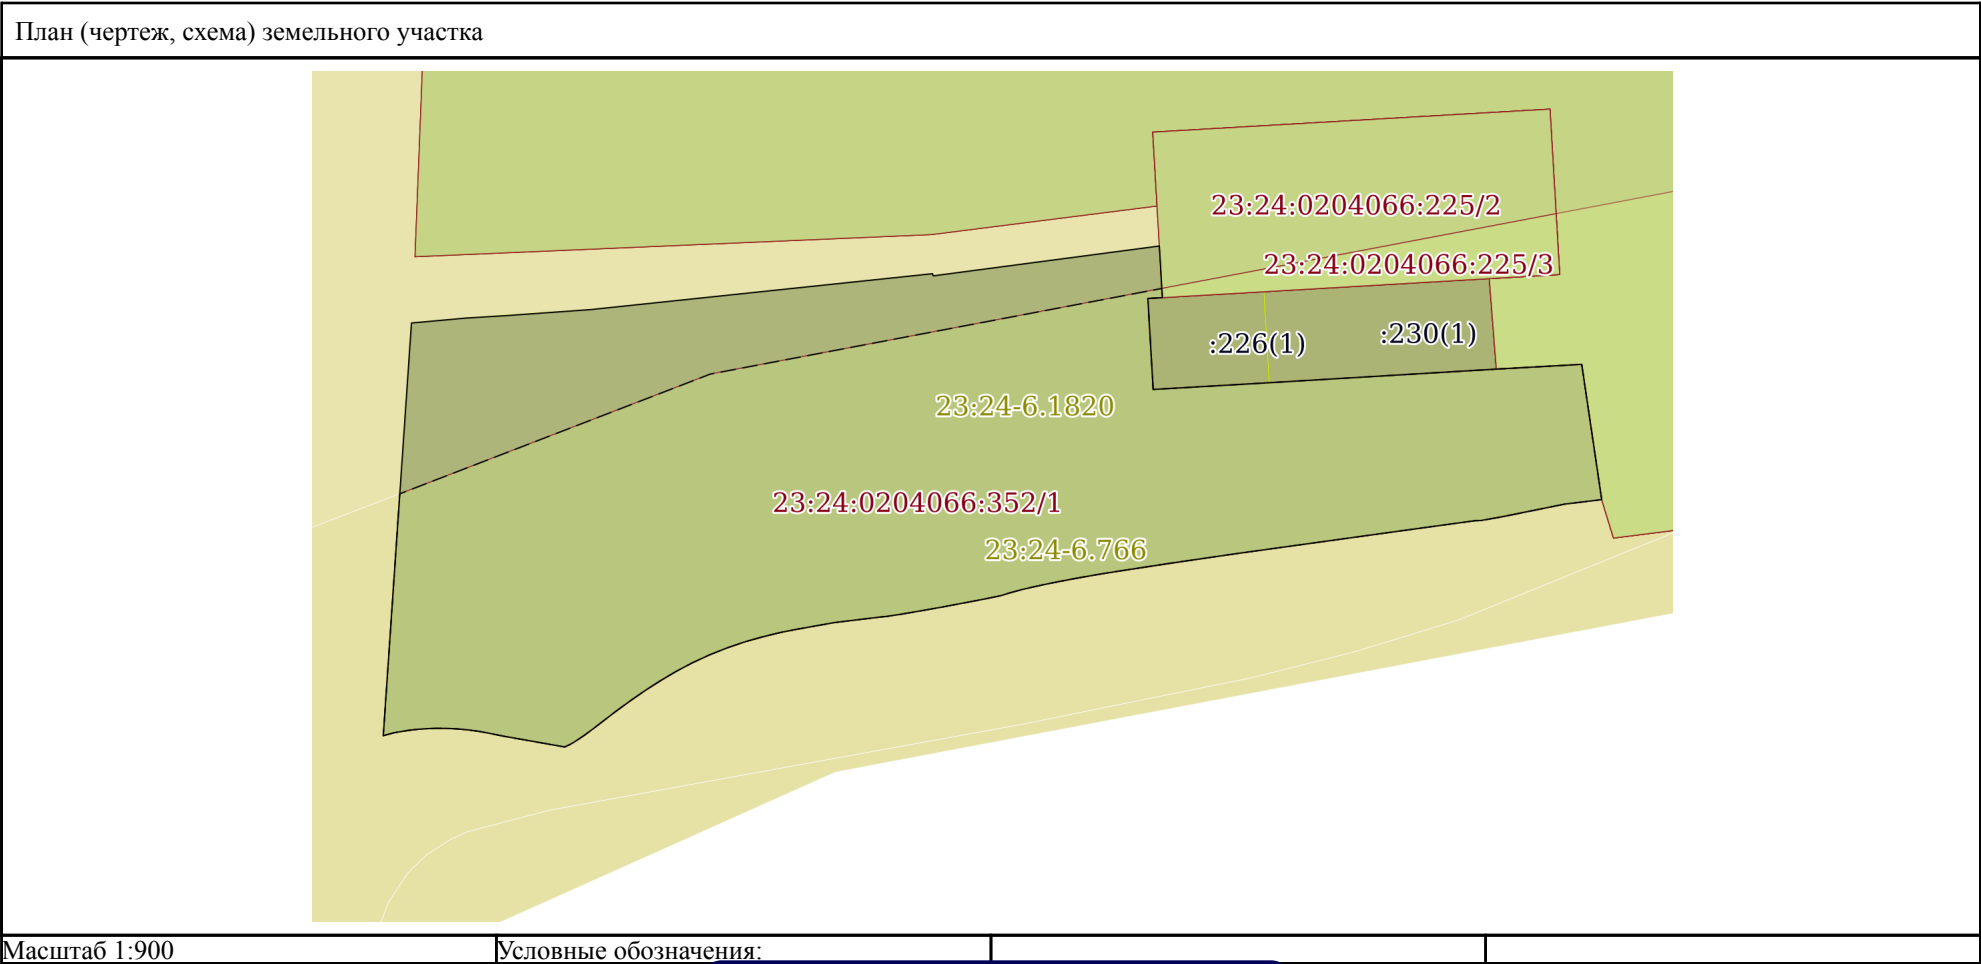 План (чертеж, схема) земельного участка
23:24:0204066:225/2
23:24:0204066:225/3
:226(1)
:230(1)
23:24-6.1820
23:24:0204066:352/1
23:24-6.766
Масштаб 1:900
Условные обозначения: